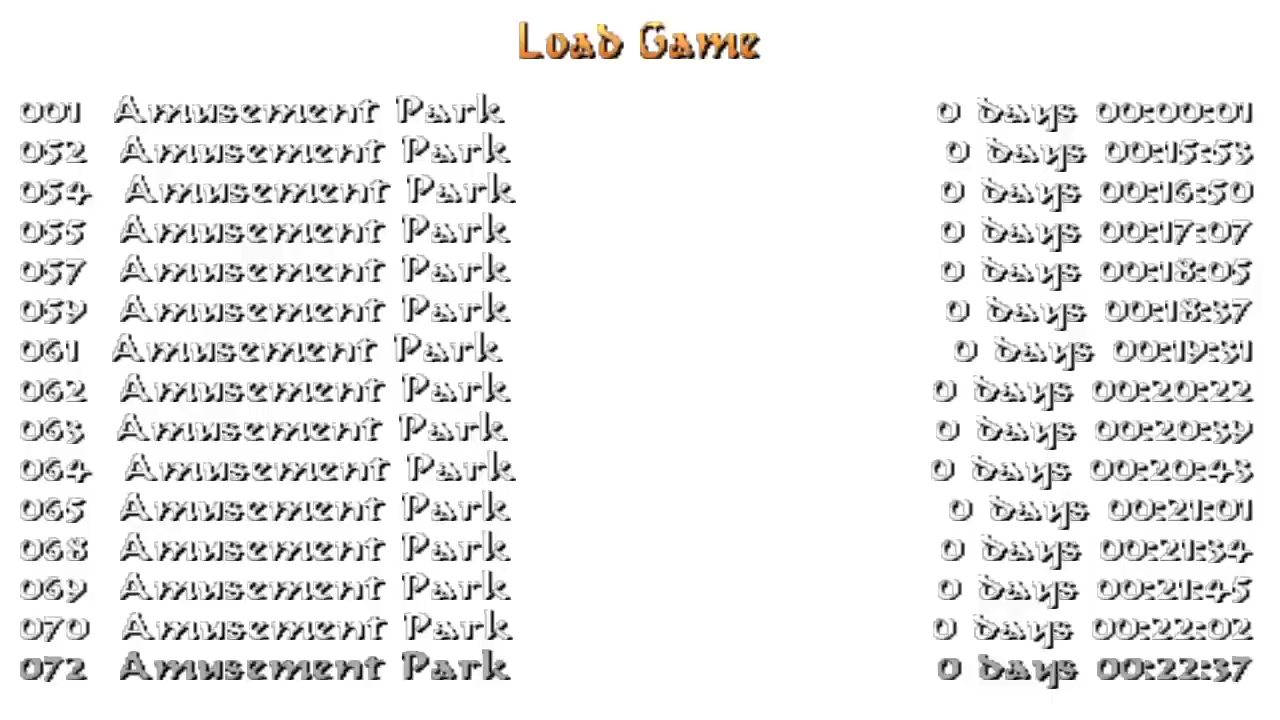 Load Game
001 Amusement Park 0 days 00:00:01
052 Amusement Park 0 days 00:15:53
054 Amusement Park 0 days 00:16:50
055 Amusement Park 0 days 00:17:07
057 Amusement Park 0 days 00:18:05
059 Amusement Park 0 days 00:18:37
061 Amusement Park 0 days 00:19:31
062 Amusement Park 0 days 00:20:22
063 Amusement Park 0 days 00:20:39
064 Amusement Park 0 days 00:20:43
065 Amusement Park 0 days 00:21:01
068 Amusement Park 0 days 00:21:34
069 Amusement Park 0 days 00:21:45
070 Amusement Park 0 days 00:22:02
072 Amusement Park 0 days 00:22:37